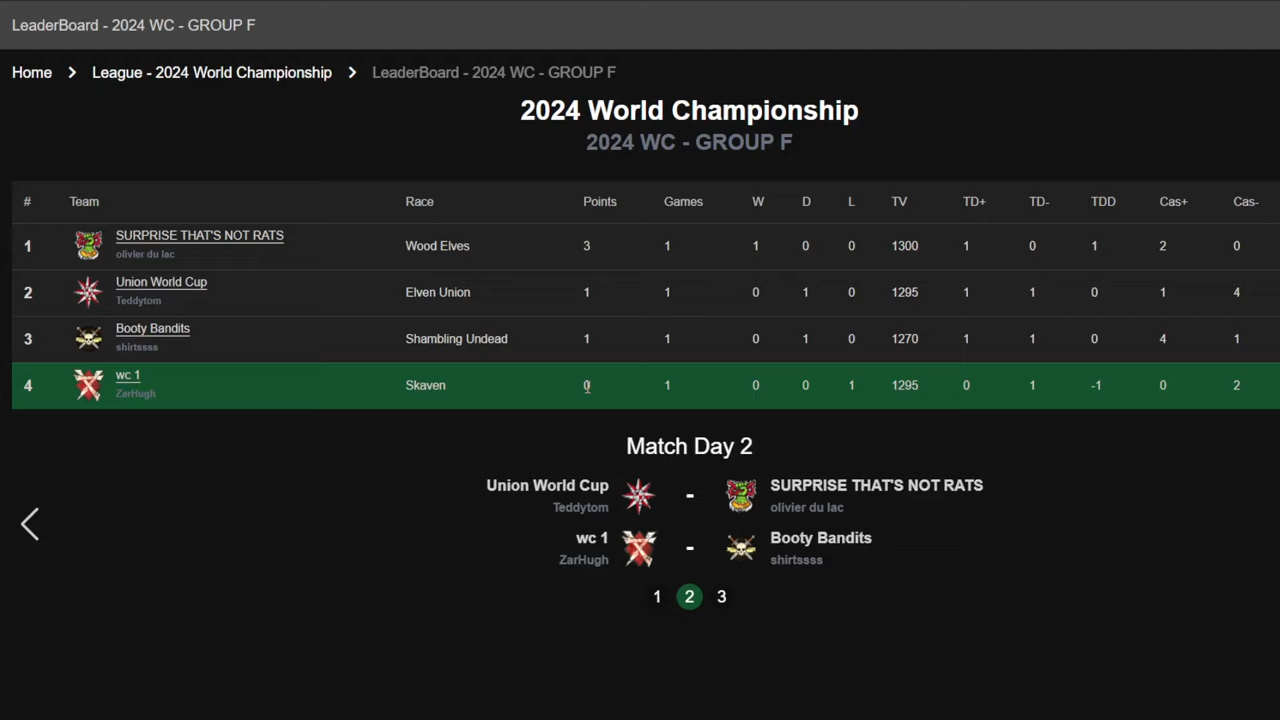 LeaderBoard - 2024 WC - GROUP F
Home > League - 2024 World Championship > LeaderBoard - 2024 WC - GROUP F
2024 World Championship
2024 WC - GROUP F
# Team Race Points Games W D L TV TD+ TD- TDD Cas+ Cas-
1 SURPRISE THAT'S NOT RATS Wood Elves 3 1 1 0 0 1300 1 0 1 2 0
olivier du lac
2 Union World Cup Elven Union 1 1 0 1 0 1295 1 1 0 1 4
Teddytom
3 Booty Bandits Shambling Undead 1 1 0 1 0 1270 1 1 0 4 1
shirtssss
4 wc 1 Skaven 0 1 0 0 1 1295 0 1 -1 0 2
ZarHugh
Match Day 2
Union World Cup - SURPRISE THAT'S NOT RATS
Teddytom olivier du lac
wc 1 - Booty Bandits
ZarHugh shirtssss
1 2 3